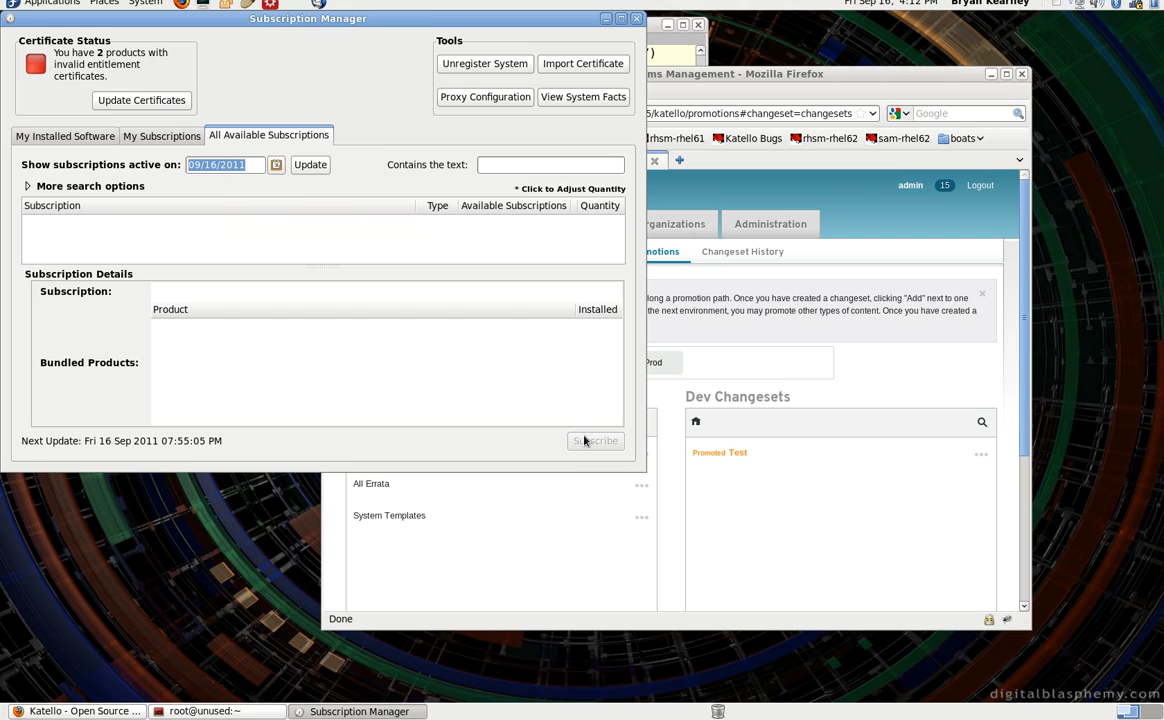 Applications Places System
Fri Sep 16, 4:12 PM Bryan Kearney
Subscription Manager
Certificate Status
You have 2 products with
invalid entitlement
certificates.
Update Certificates
Tools
Unregister System Import Certificate
Proxy Configuration View System Facts
My Installed Software My Subscriptions All Available Subscriptions
Show subscriptions active on: 09/16/2011 Update Contains the text:
More search options
* Click to Adjust Quantity
Subscription Type Available Subscriptions Quantity
Subscription Details
Subscription:
Product Installed
Bundled Products:
Next Update: Fri 16 Sep 2011 07:55:05 PM Subscribe
ms Management - Mozilla Firefox
5/katello/promotions#changeset=changesets Google
rhsm-rhel61 Katello Bugs rhsm-rhel62 sam-rhel62 boats
admin 15 Logout
rganizations Administration
notions Changeset History
long a promotion path. Once you have created a changeset, clicking "Add" next to one
the next environment, you may promote other types of content. Once you have created a
Prod
Dev Changesets
Promoted Test
All Errata
System Templates
Done
digitalblasphemy.com
Katello - Open Source ... root@unused:~ Subscription Manager